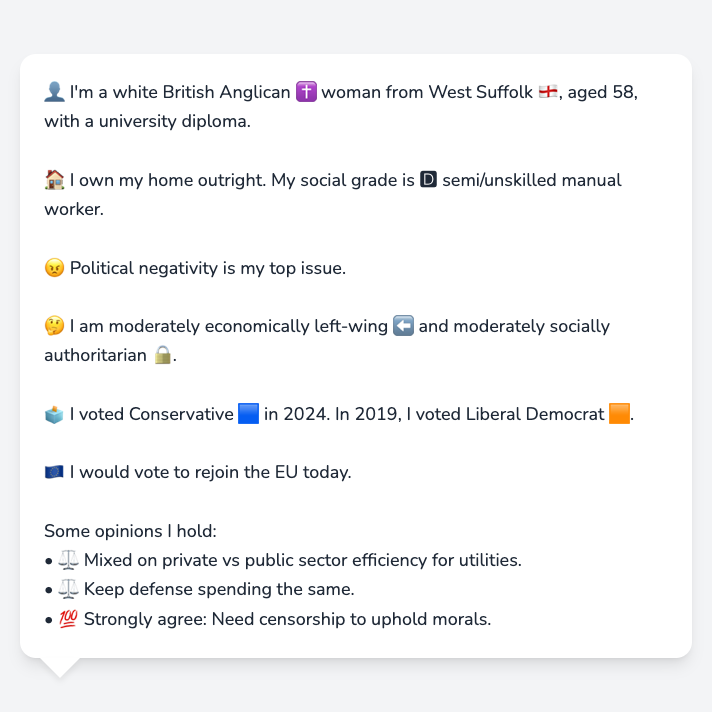 👤 I'm a white British Anglican ✝️ woman from West Suffolk 🏴󠁧󠁢󠁥󠁮󠁧󠁿, aged 58,
with a university diploma.
🏠 I own my home outright. My social grade is 🅳 semi/unskilled manual
worker.
😠 Political negativity is my top issue.
🤔 I am moderately economically left-wing ⬅️ and moderately socially
authoritarian 🔒.
🗳️ I voted Conservative 🟦 in 2024. In 2019, I voted Liberal Democrat 🟧.
🇪🇺 I would vote to rejoin the EU today.
Some opinions I hold:
• ⚖️ Mixed on private vs public sector efficiency for utilities.
• ⚖️ Keep defense spending the same.
• 💯 Strongly agree: Need censorship to uphold morals.